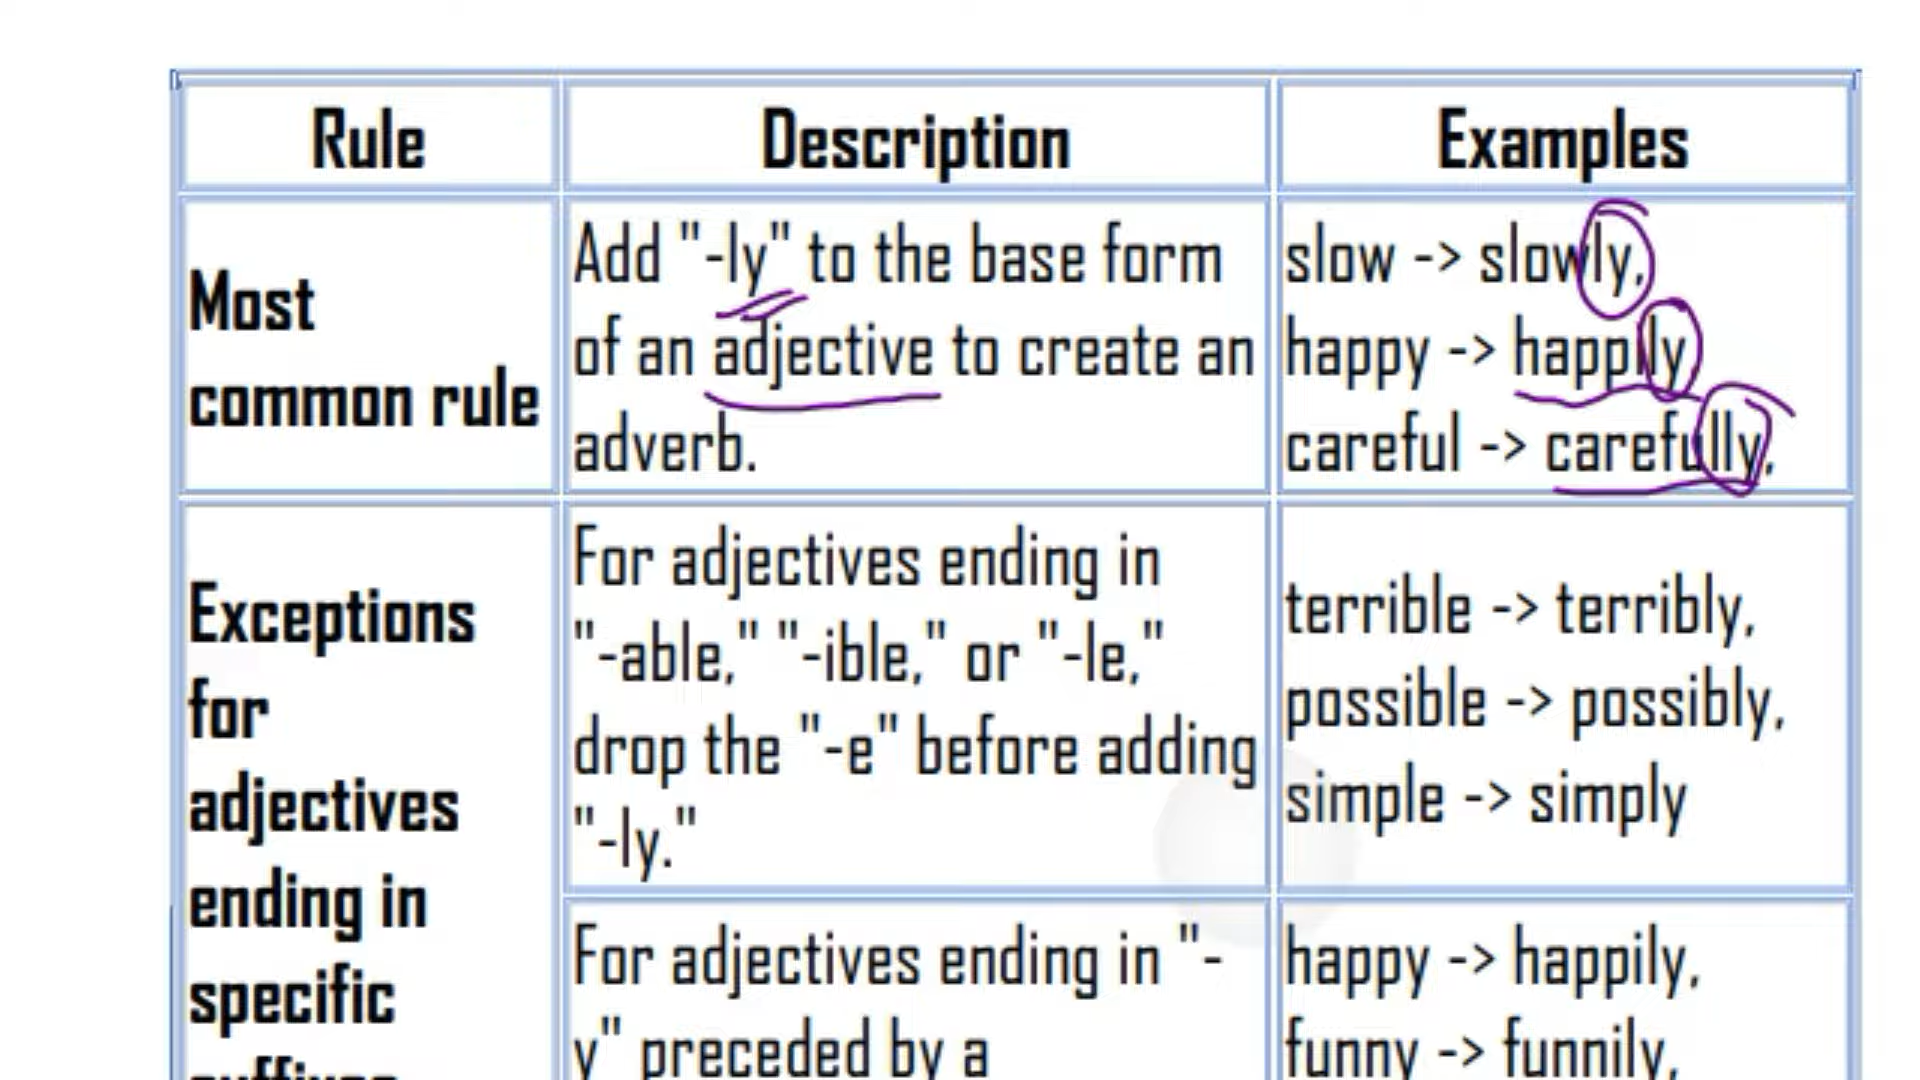 Rule
Description
Examples
Most
common rule
Add "-ly" to the base form
of an adjective to create an
adverb.
slow -> slowly,
happy -> happily
careful -> carefully,
Exceptions
for
adjectives
ending in
specific
suffixes
For adjectives ending in
"-able," "-ible," or "-le,"
drop the "-e" before adding
"-ly."
terrible -> terribly,
possible -> possibly,
simple -> simply
For adjectives ending in "-
y" preceded by a
happy -> happily,
funny -> funnily,